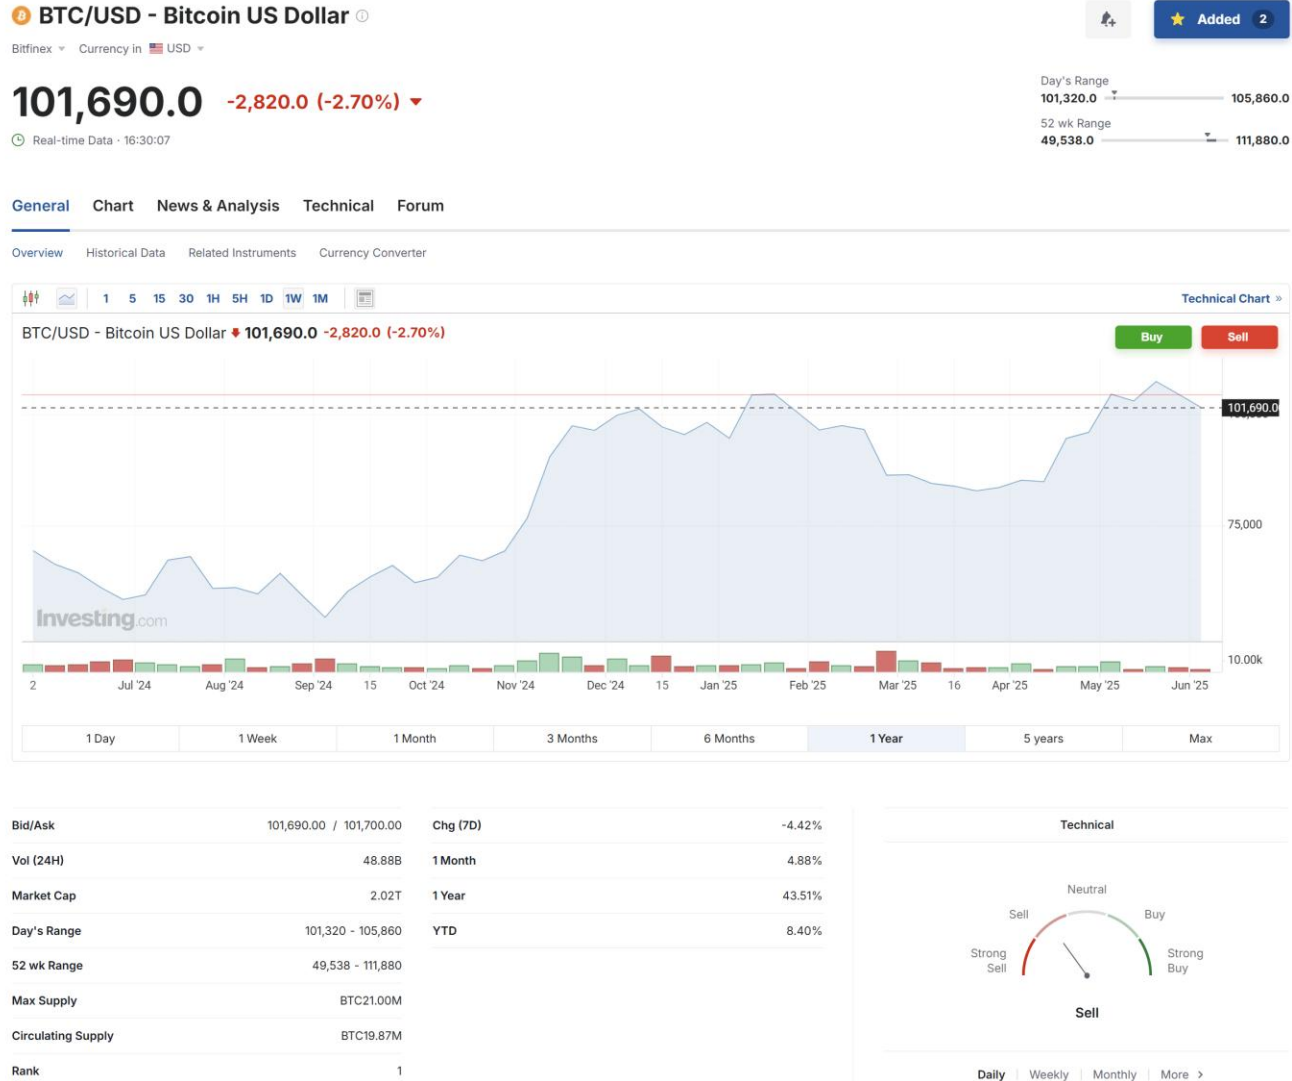 BTC/USD - Bitcoin US Dollar
Added 2
Bitfinex Currency in USD
101,690.0 -2,820.0 (-2.70%)
Real-time Data · 16:30:07
Day's Range
101,320.0 105,860.0
52 wk Range
49,538.0 111,880.0
General Chart News & Analysis Technical Forum
Overview Historical Data Related Instruments Currency Converter
1 5 15 30 1H 5H 1D 1W 1M Technical Chart »
BTC/USD - Bitcoin US Dollar 101,690.0 -2,820.0 (-2.70%) Buy Sell
101,690.0
75,000
Investing.com
10.00k
2 Jul '24 Aug '24 Sep '24 15 Oct '24 Nov '24 Dec '24 15 Jan '25 Feb '25 Mar '25 16 Apr '25 May '25 Jun '25
1 Day 1 Week 1 Month 3 Months 6 Months 1 Year 5 years Max
Bid/Ask 101,690.00 / 101,700.00
Vol (24H) 48.88B
Market Cap 2.02T
Day's Range 101,320 - 105,860
52 wk Range 49,538 - 111,880
Max Supply BTC21.00M
Circulating Supply BTC19.87M
Rank 1
Chg (7D) -4.42%
1 Month 4.88%
1 Year 43.51%
YTD 8.40%
Technical
Neutral
Sell Buy
Strong Sell
Strong Buy
Sell
Daily Weekly Monthly More >